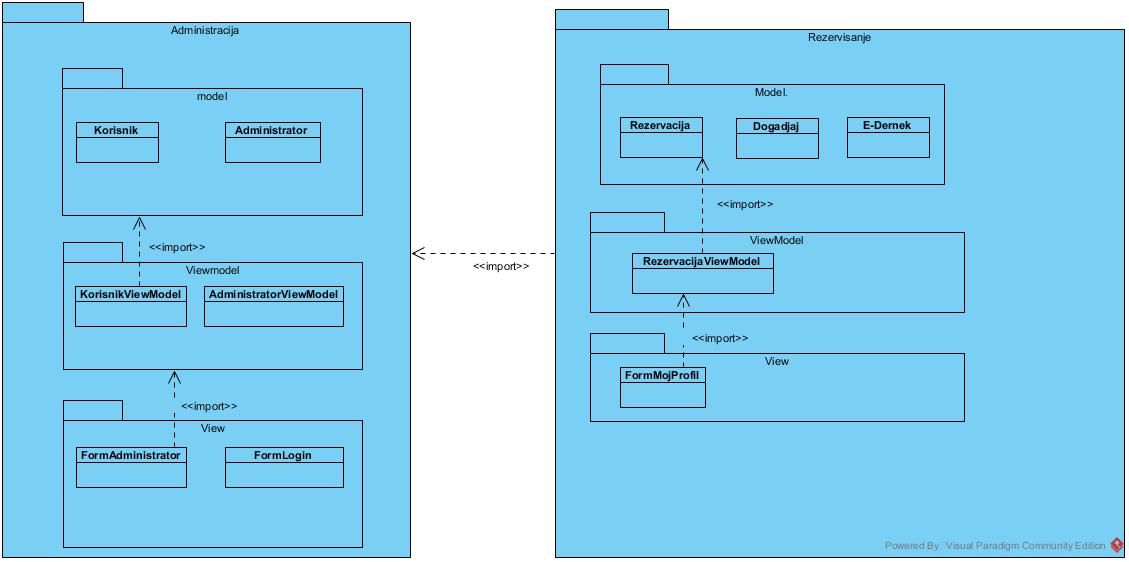 Administracija
model
Korisnik
Administrator
<<import>>
Viewmodel
KorisnikViewModel
AdministratorViewModel
<<import>>
View
FormAdministrator
FormLogin
<<import>>
Rezervisanje
Model.
Rezervacija
Dogadjaj
E-Dernek
<<import>>
ViewModel
RezervacijaViewModel
<<import>>
View
FormMojProfil
Powered By Visual Paradigm Community Edition